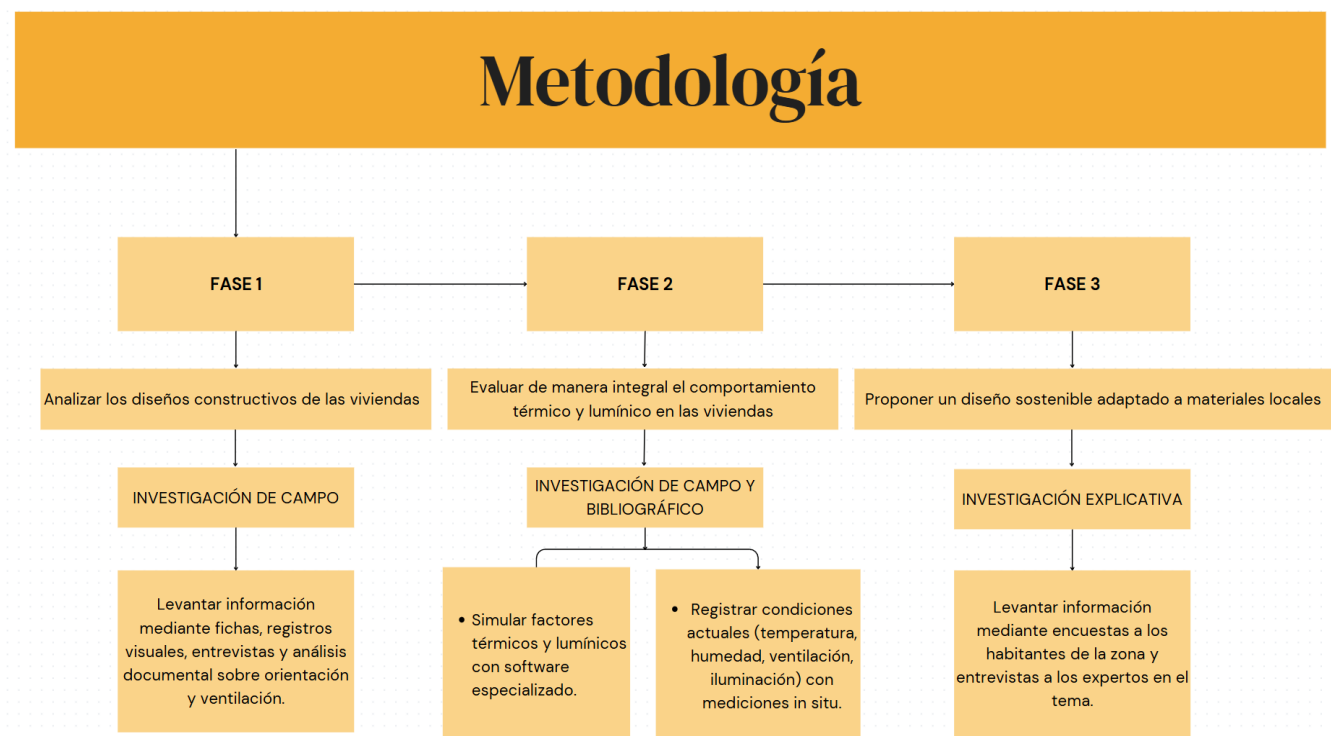 Metodología
FASE 1
FASE 2
FASE 3
Analizar los diseños constructivos de las viviendas
Evaluar de manera integral el comportamiento
térmico y lumínico en las viviendas
Proponer un diseño sostenible adaptado a materiales locales
INVESTIGACIÓN DE CAMPO
INVESTIGACIÓN DE CAMPO Y
BIBLIOGRÁFICO
INVESTIGACIÓN EXPLICATIVA
Levantar información
mediante fichas, registros
visuales, entrevistas y análisis
documental sobre orientación
y ventilación.
• Simular factores
térmicos y lumínicos
con software
especializado.
• Registrar condiciones
actuales (temperatura,
humedad, ventilación,
iluminación) con
mediciones in situ.
Levantar información
mediante encuestas a los
habitantes de la zona y
entrevistas a los expertos en el
tema.